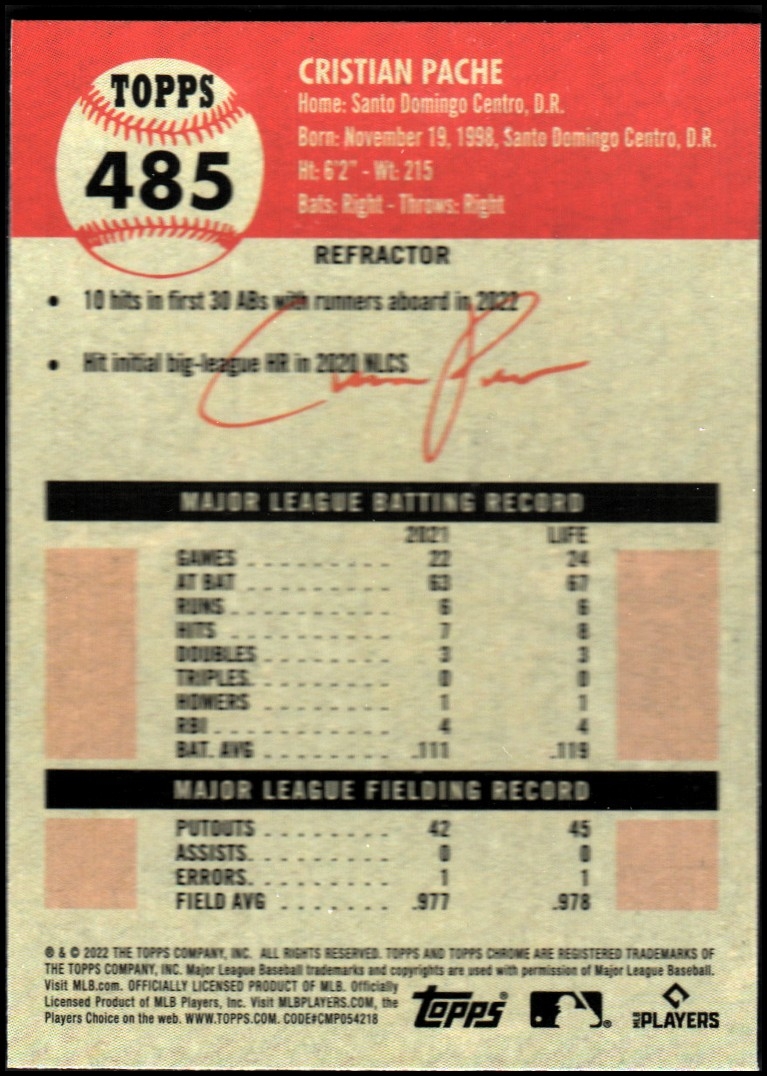 TOPPS
485
CRISTIAN PACHE
Home: Santo Domingo Centro, D.R.
Born: November 19, 1998, Santo Domingo Centro, D.R.
Ht: 6'2" - Wt: 215
Bats: Right - Throws: Right
REFRACTOR
• 10 hits in first 30 ABs with runners aboard in 2022
• Hit initial big-league HR in 2020 NLCS
MAJOR LEAGUE BATTING RECORD
2021 LIFE
GAMES 22 24
AT BAT 63 67
RUNS 6 6
HITS 7 8
DOUBLES 3 3
TRIPLES 0 0
HOMERS 1 1
RBI 4 4
BAT. AVG .111 .119
MAJOR LEAGUE FIELDING RECORD
PUTOUTS 42 45
ASSISTS 0 0
ERRORS 1 1
FIELD AVG .977 .978
® & © 2022 THE TOPPS COMPANY, INC. ALL RIGHTS RESERVED. TOPPS AND TOPPS CHROME ARE REGISTERED TRADEMARKS OF
THE TOPPS COMPANY, INC. Major League Baseball trademarks and copyrights are used with permission of Major League Baseball.
Visit MLB.com. OFFICIALLY LICENSED PRODUCT OF MLB. Officially
Licensed Product of MLB Players, Inc. Visit MLBPLAYERS.COM, the
Players Choice on the web. WWW.TOPPS.COM. CODE#CMP054218
topps®
MLB PLAYERS